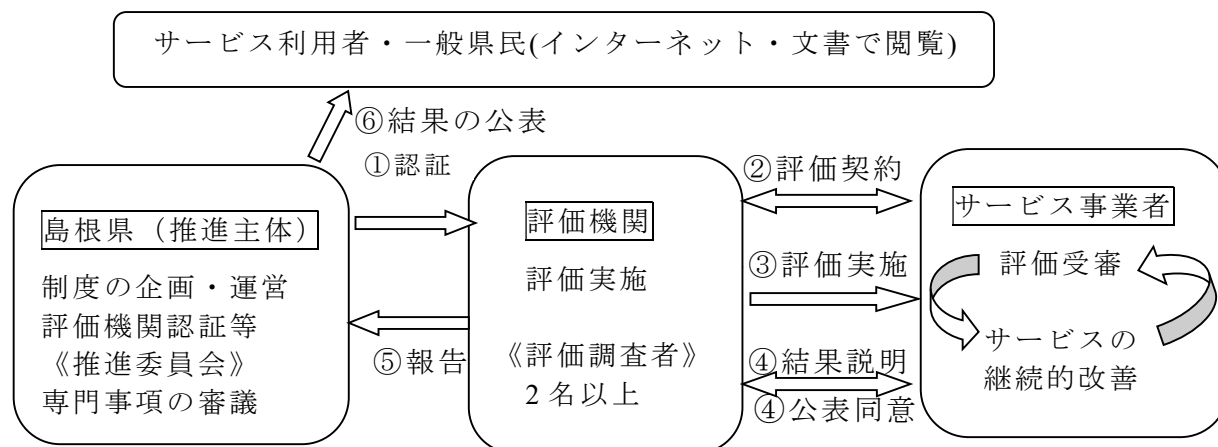 サービス利用者・一般県民(インターネット・文書で閲覧)
⑥結果の公表
①認証
島根県（推進主体）
制度の企画・運営
評価機関認証等
《推進委員会》
専門事項の審議
⑤報告
評価機関
評価実施
《評価調査者》
2名以上
②評価契約
③評価実施
④結果説明
④公表同意
サービス事業者
評価受審
サービスの
継続的改善